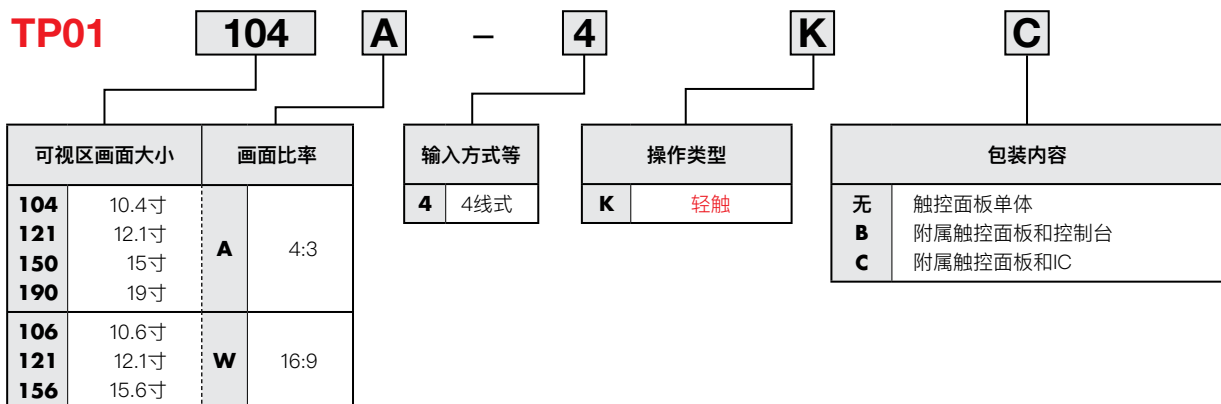 TP01 104 A – 4 K C
可视区画面大小 画面比率
104 10.4寸
121 12.1寸
150 15寸
190 19寸
A 4:3
106 10.6寸
121 12.1寸
156 15.6寸
W 16:9
输入方式等
4 4线式
操作类型
K 轻触
包装内容
无 触控面板单体
B 附属触控面板和控制台
C 附属触控面板和IC